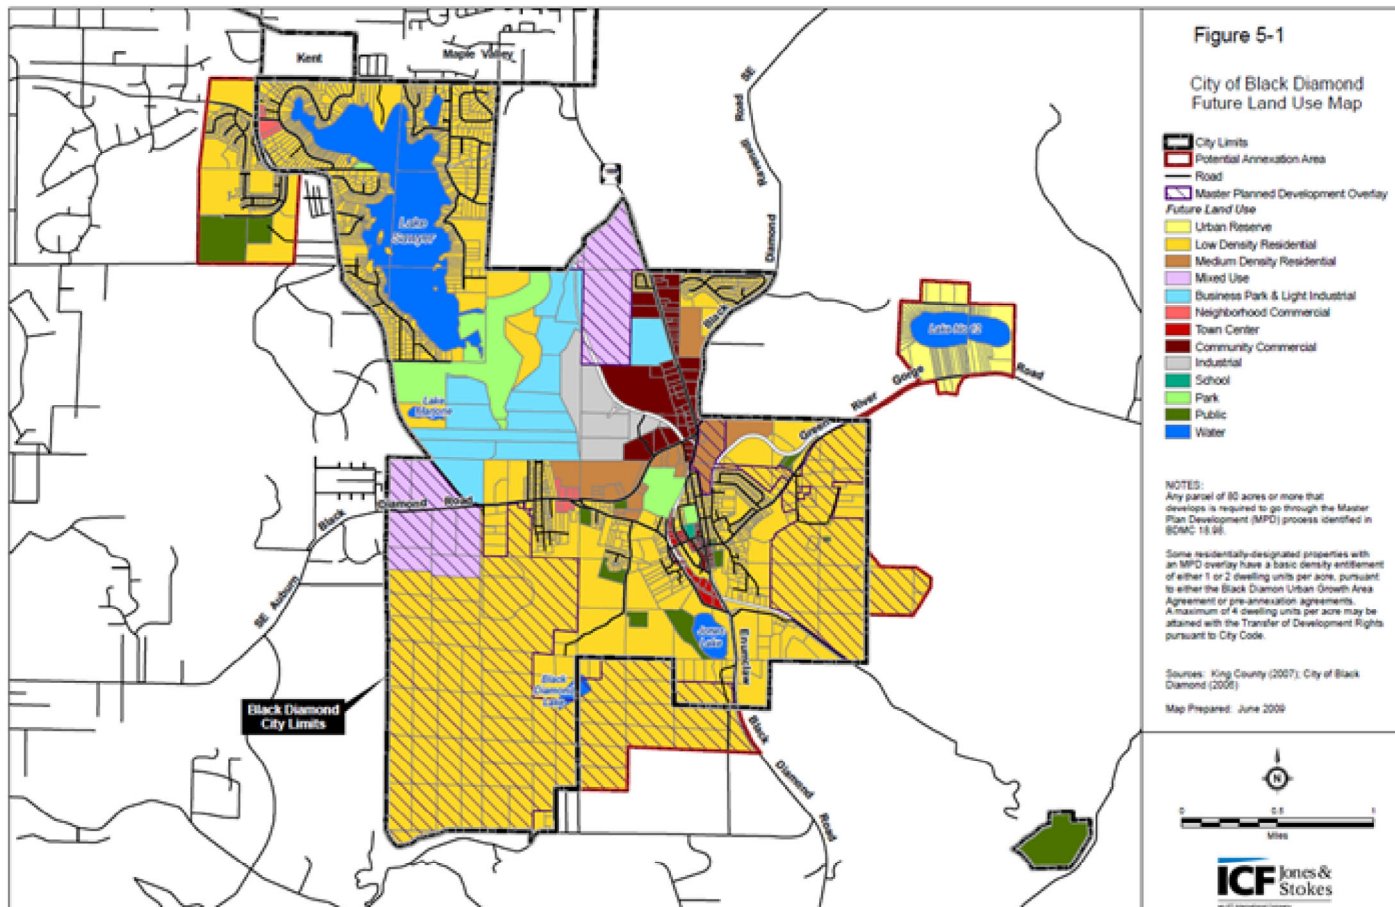 Figure 5-1
City of Black Diamond
Future Land Use Map
City Limits
Potential Annexation Area
Road
Master Planned Development Overlay
Future Land Use
Urban Reserve
Low Density Residential
Medium Density Residential
Mixed Use
Business Park & Light Industrial
Neighborhood Commercial
Town Center
Community Commercial
Industrial
School
Park
Public
Water
NOTES:
Any parcel of 80 acres or more that
develops is required to go through the Master
Plan Development (MPD) process identified in
BDMC 18.98.
Some residentially-designated properties with
an MPD overlay have a basic density entitlement
of either 1 or 2 dwelling units per acre, pursuant
to either the Black Diamon Urban Growth Area
Agreement or pre-annexation agreements.
A maximum of 4 dwelling units per acre may be
attained with the Transfer of Development Rights
pursuant to City Code.
Sources: King County (2007); City of Black
Diamond (2006)
Map Prepared: June 2009
N
0 0.5 1
Miles
ICF Jones &
Stokes
Kent
Maple Valley
Ravensdale
Black Diamond Road SE
Lake
Sawyer
Lake No 12
Green River Gorge Road
Lake
Marjorie
SE Auburn Black Diamond Road
Jones
Lake
Black
Diamond
Lake
Enumclaw Black Diamond Road
Black Diamond
City Limits